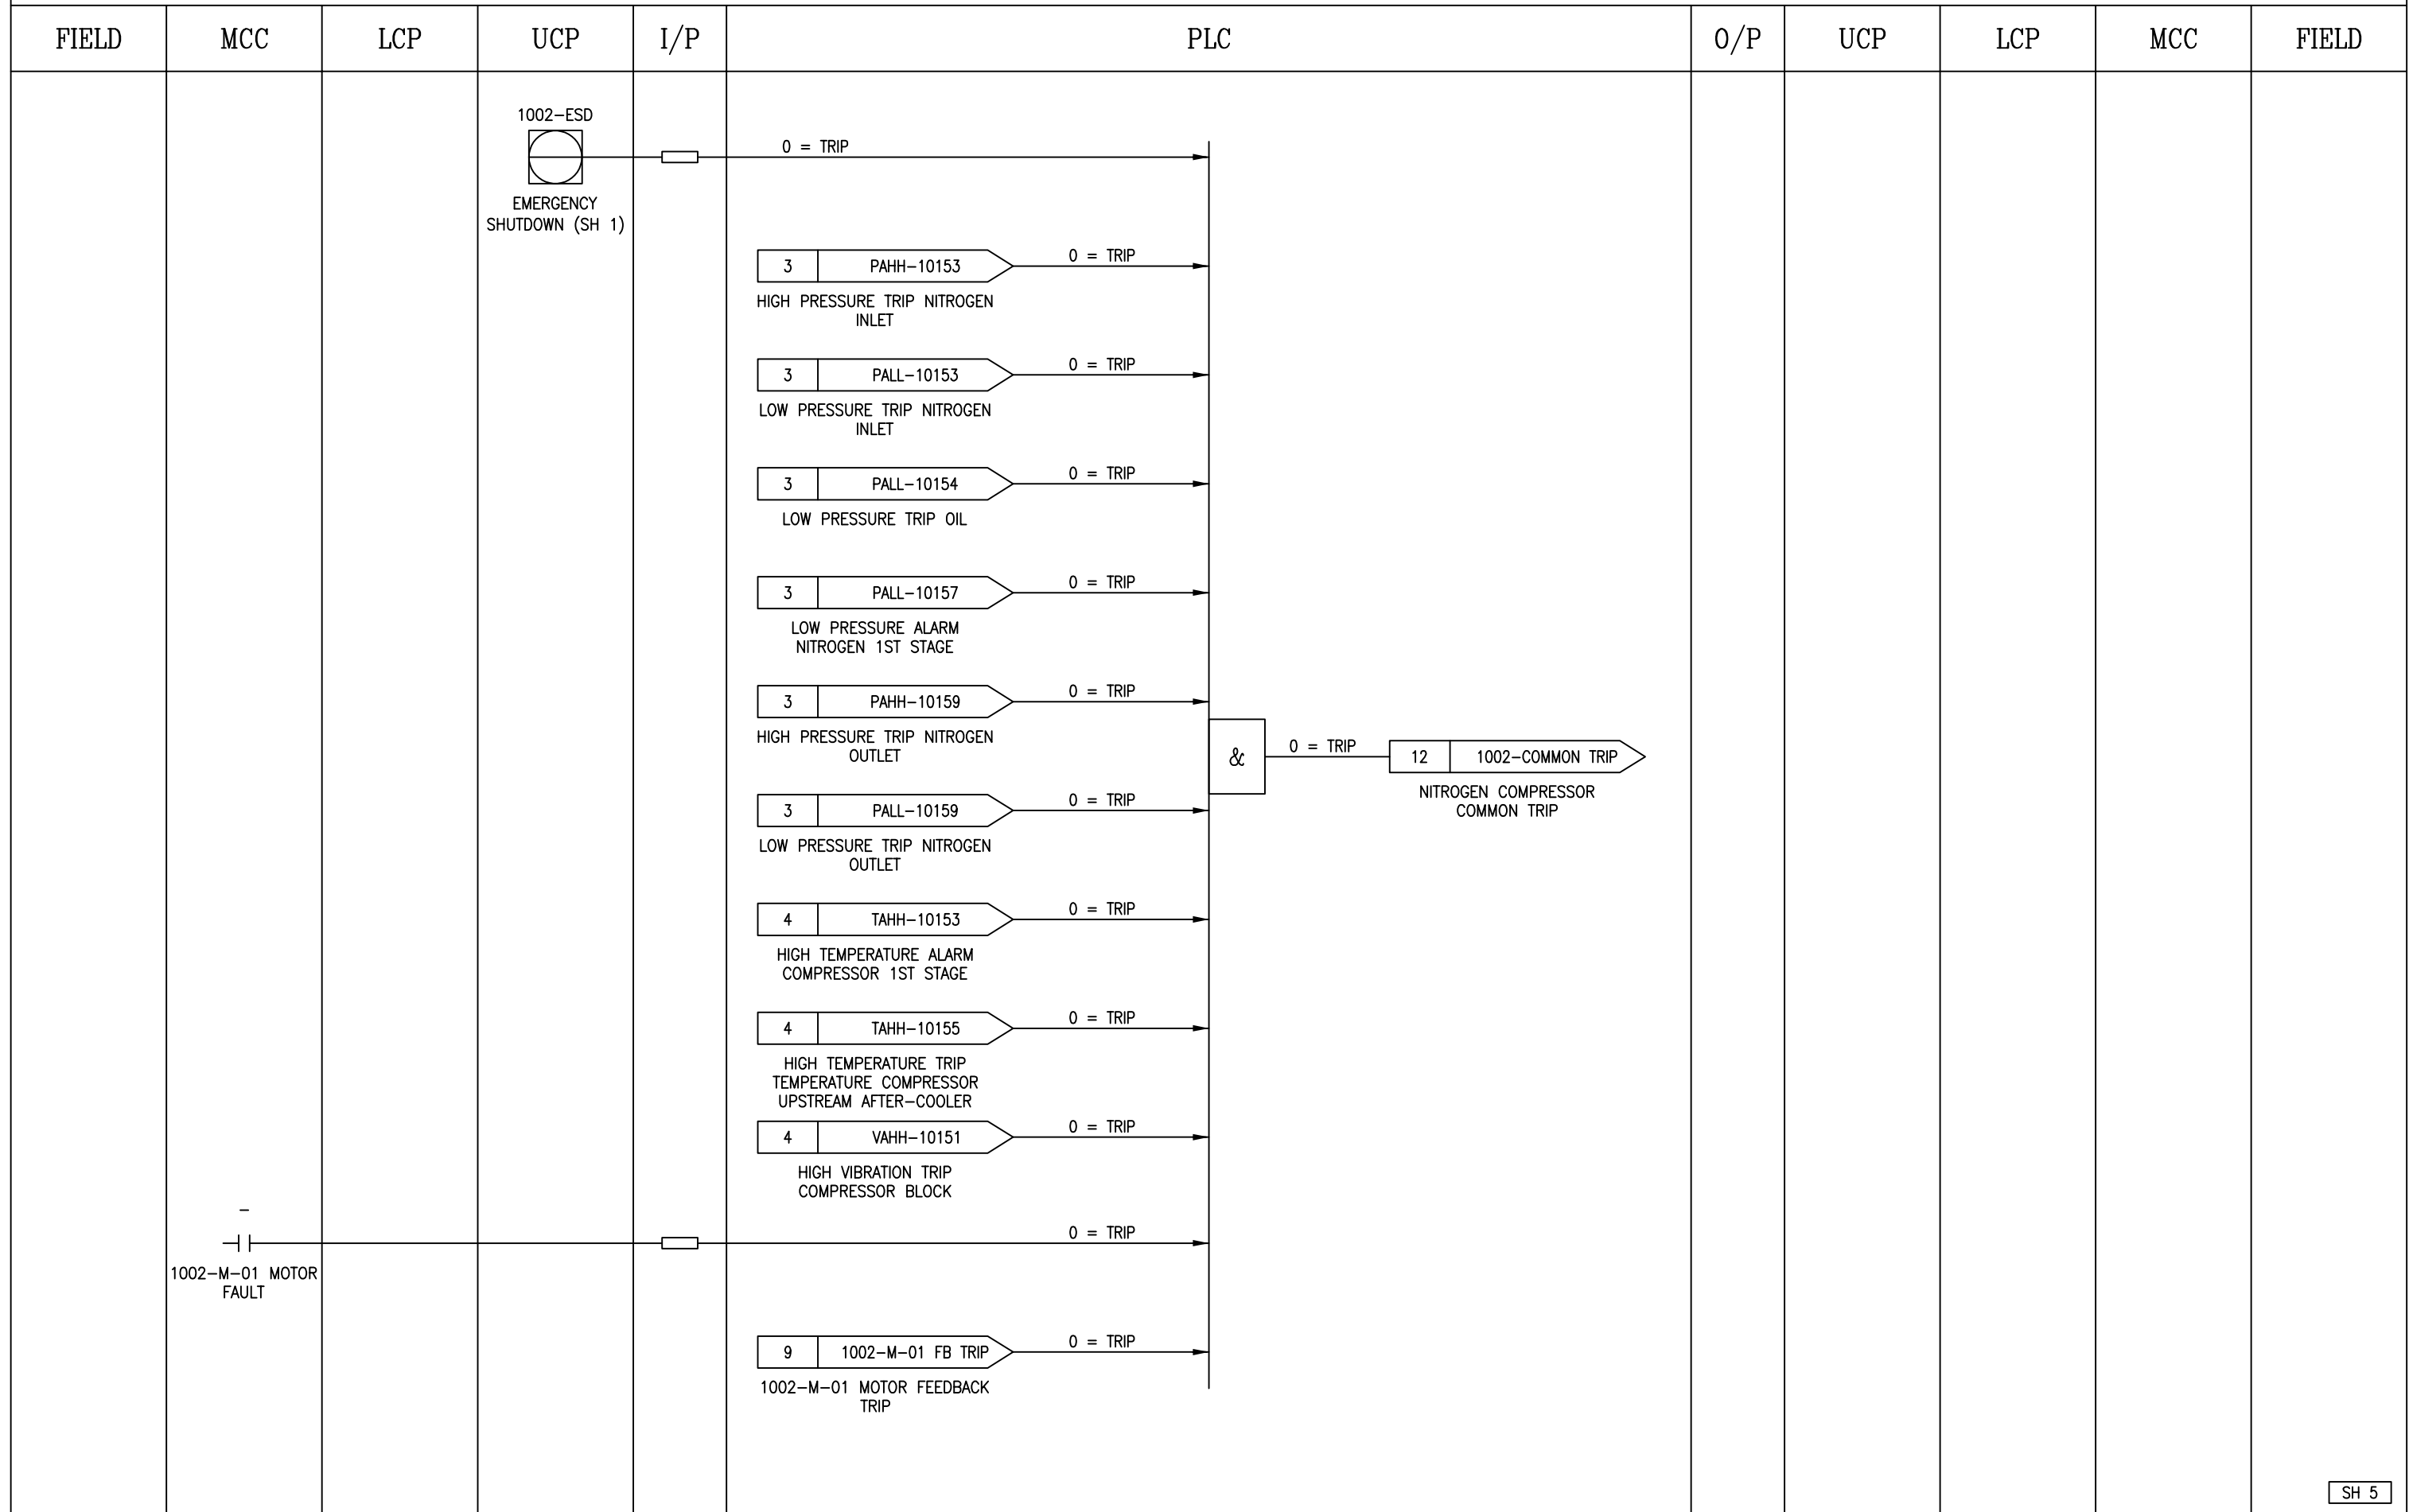 FIELD MCC LCP UCP I/P PLC O/P UCP LCP MCC FIELD
1002-ESD
0 = TRIP
EMERGENCY
SHUTDOWN (SH 1)
3 PAHH-10153 0 = TRIP
HIGH PRESSURE TRIP NITROGEN
INLET
3 PALL-10153 0 = TRIP
LOW PRESSURE TRIP NITROGEN
INLET
3 PALL-10154 0 = TRIP
LOW PRESSURE TRIP OIL
3 PALL-10157 0 = TRIP
LOW PRESSURE ALARM
NITROGEN 1ST STAGE
3 PAHH-10159 0 = TRIP
HIGH PRESSURE TRIP NITROGEN
OUTLET
& 0 = TRIP 12 1002-COMMON TRIP
NITROGEN COMPRESSOR
COMMON TRIP
3 PALL-10159 0 = TRIP
LOW PRESSURE TRIP NITROGEN
OUTLET
4 TAHH-10153 0 = TRIP
HIGH TEMPERATURE ALARM
COMPRESSOR 1ST STAGE
4 TAHH-10155 0 = TRIP
HIGH TEMPERATURE TRIP
TEMPERATURE COMPRESSOR
UPSTREAM AFTER-COOLER
4 VAHH-10151 0 = TRIP
HIGH VIBRATION TRIP
COMPRESSOR BLOCK
-
0 = TRIP
1002-M-01 MOTOR
FAULT
9 1002-M-01 FB TRIP 0 = TRIP
1002-M-01 MOTOR FEEDBACK
TRIP
SH 5